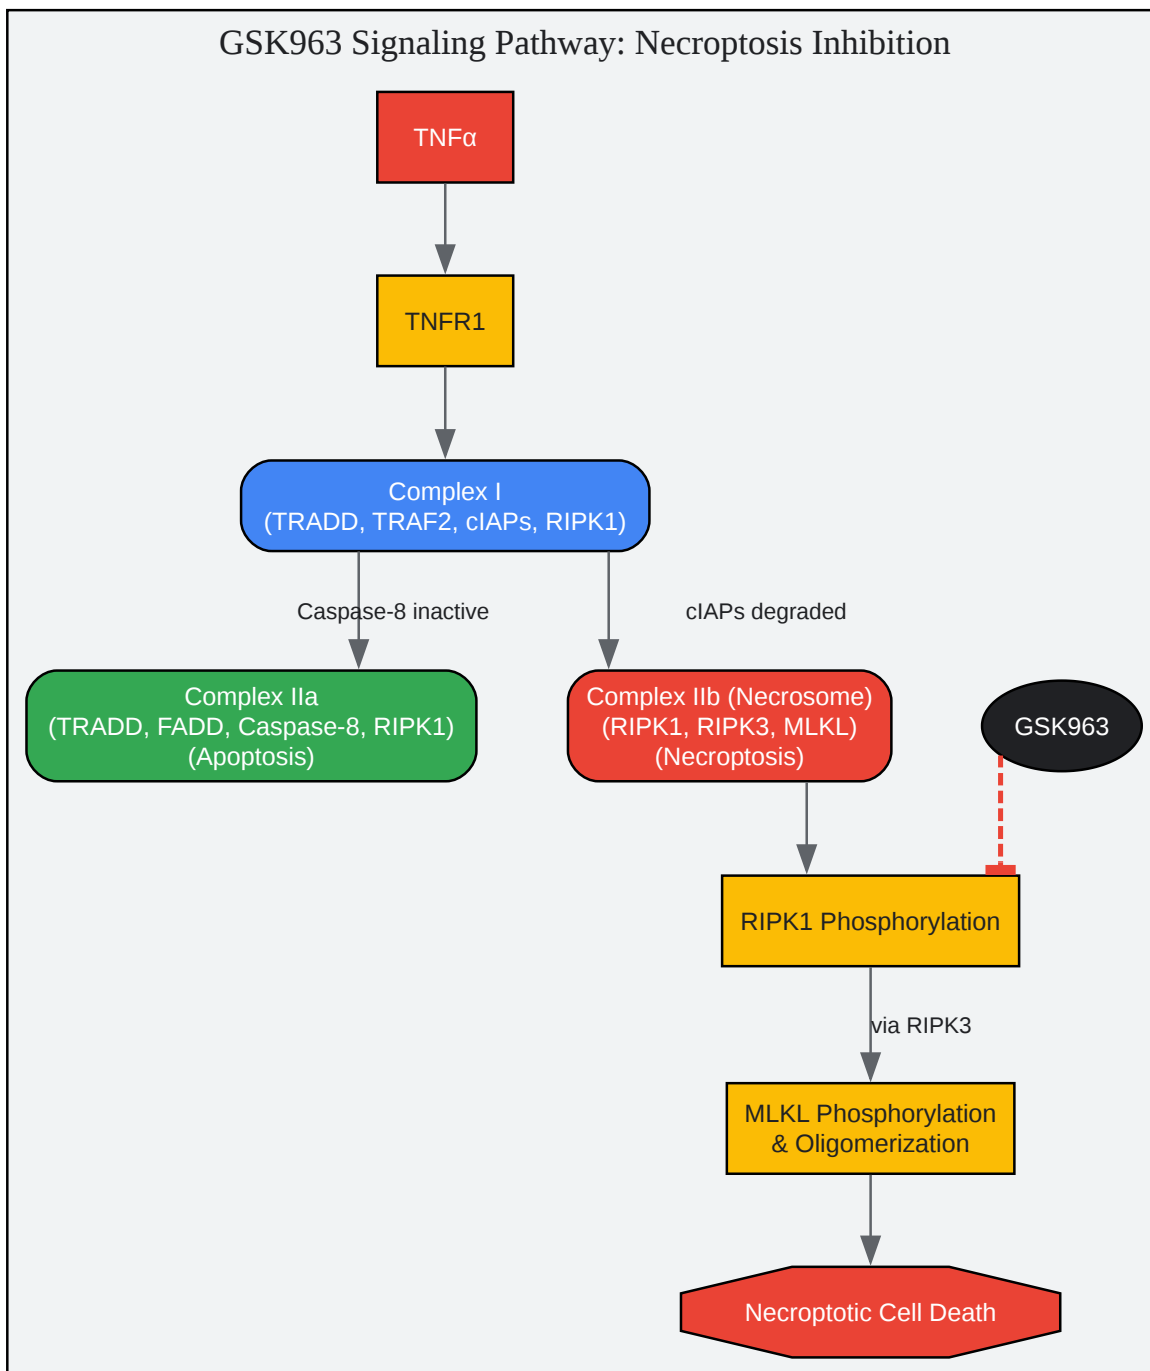 GSK963 Signaling Pathway: Necroptosis Inhibition
TNFα
TNFR1
Complex I
(TRADD, TRAF2, cIAPs, RIPK1)
Caspase-8 inactive
cIAPs degraded
Complex IIa
(TRADD, FADD, Caspase-8, RIPK1)
(Apoptosis)
Complex IIb (Necrosome)
(RIPK1, RIPK3, MLKL)
(Necroptosis)
GSK963
RIPK1 Phosphorylation
via RIPK3
MLKL Phosphorylation
& Oligomerization
Necroptotic Cell Death